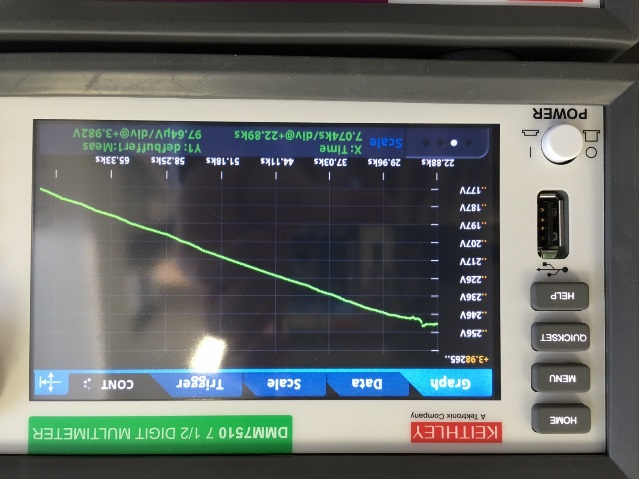 KEITHLEY
A Tektronix Company
DMM7510 7 1/2 DIGIT MULTIMETER
HOME
MENU
QUICKSET
HELP
POWER
Graph
Data
Scale
Trigger
CONT
+3.98265..
..256V
..246V
..236V
..226V
..217V
..207V
..197V
..187V
..177V
22.88ks 29.96ks 37.03ks 44.11ks 51.18ks 58.25ks 65.33ks
Scale
X: Time
7.074ks/div@+22.89ks
Y1: defbuffer1:Meas
97.64µV/div@+3.982V